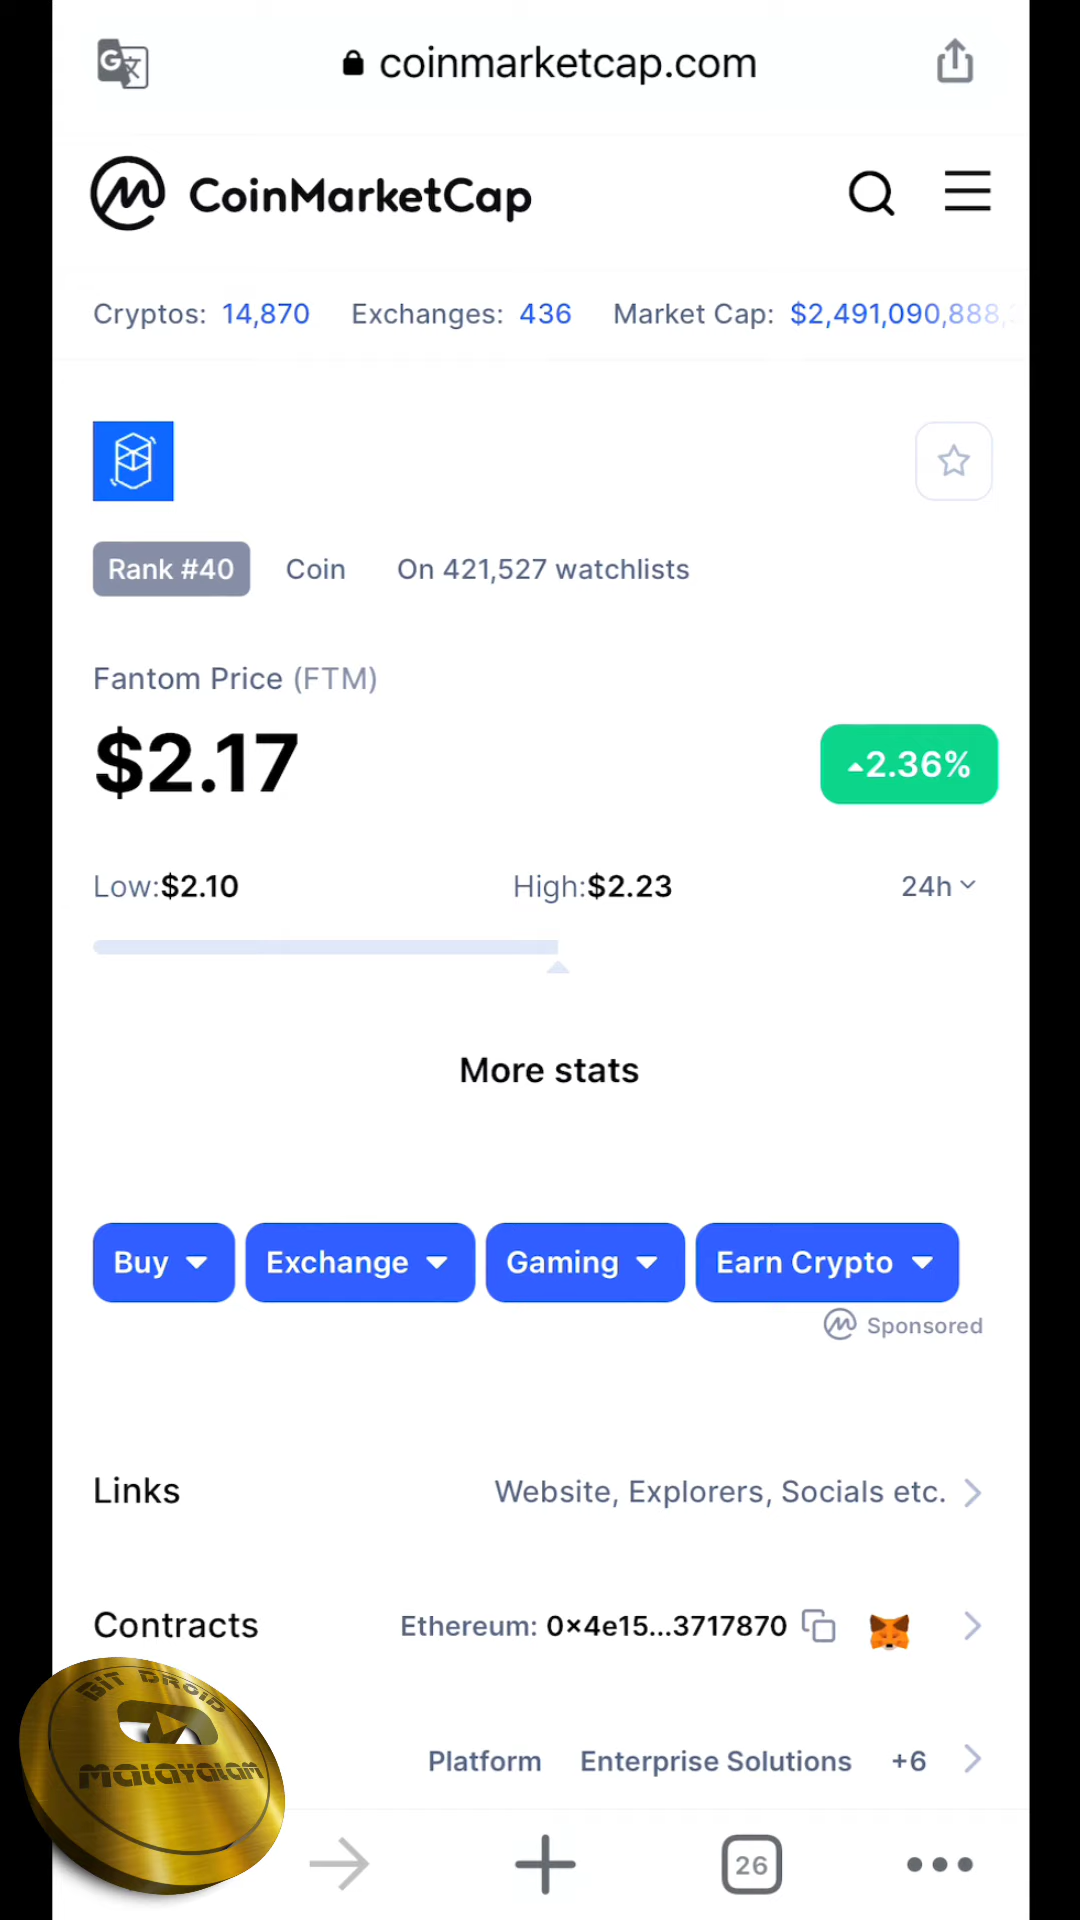 coinmarketcap.com
CoinMarketCap
Cryptos: 14,870 Exchanges: 436 Market Cap: $2,491,090,888,
Rank #40 Coin On 421,527 watchlists
Fantom Price (FTM)
$2.17 2.36%
Low:$2.10 High:$2.23 24h
More stats
Buy Exchange Gaming Earn Crypto
Sponsored
Links Website, Explorers, Socials etc.
Contracts Ethereum: 0x4e15...3717870
Platform Enterprise Solutions +6
BIT DROID
MALAYALAM
26